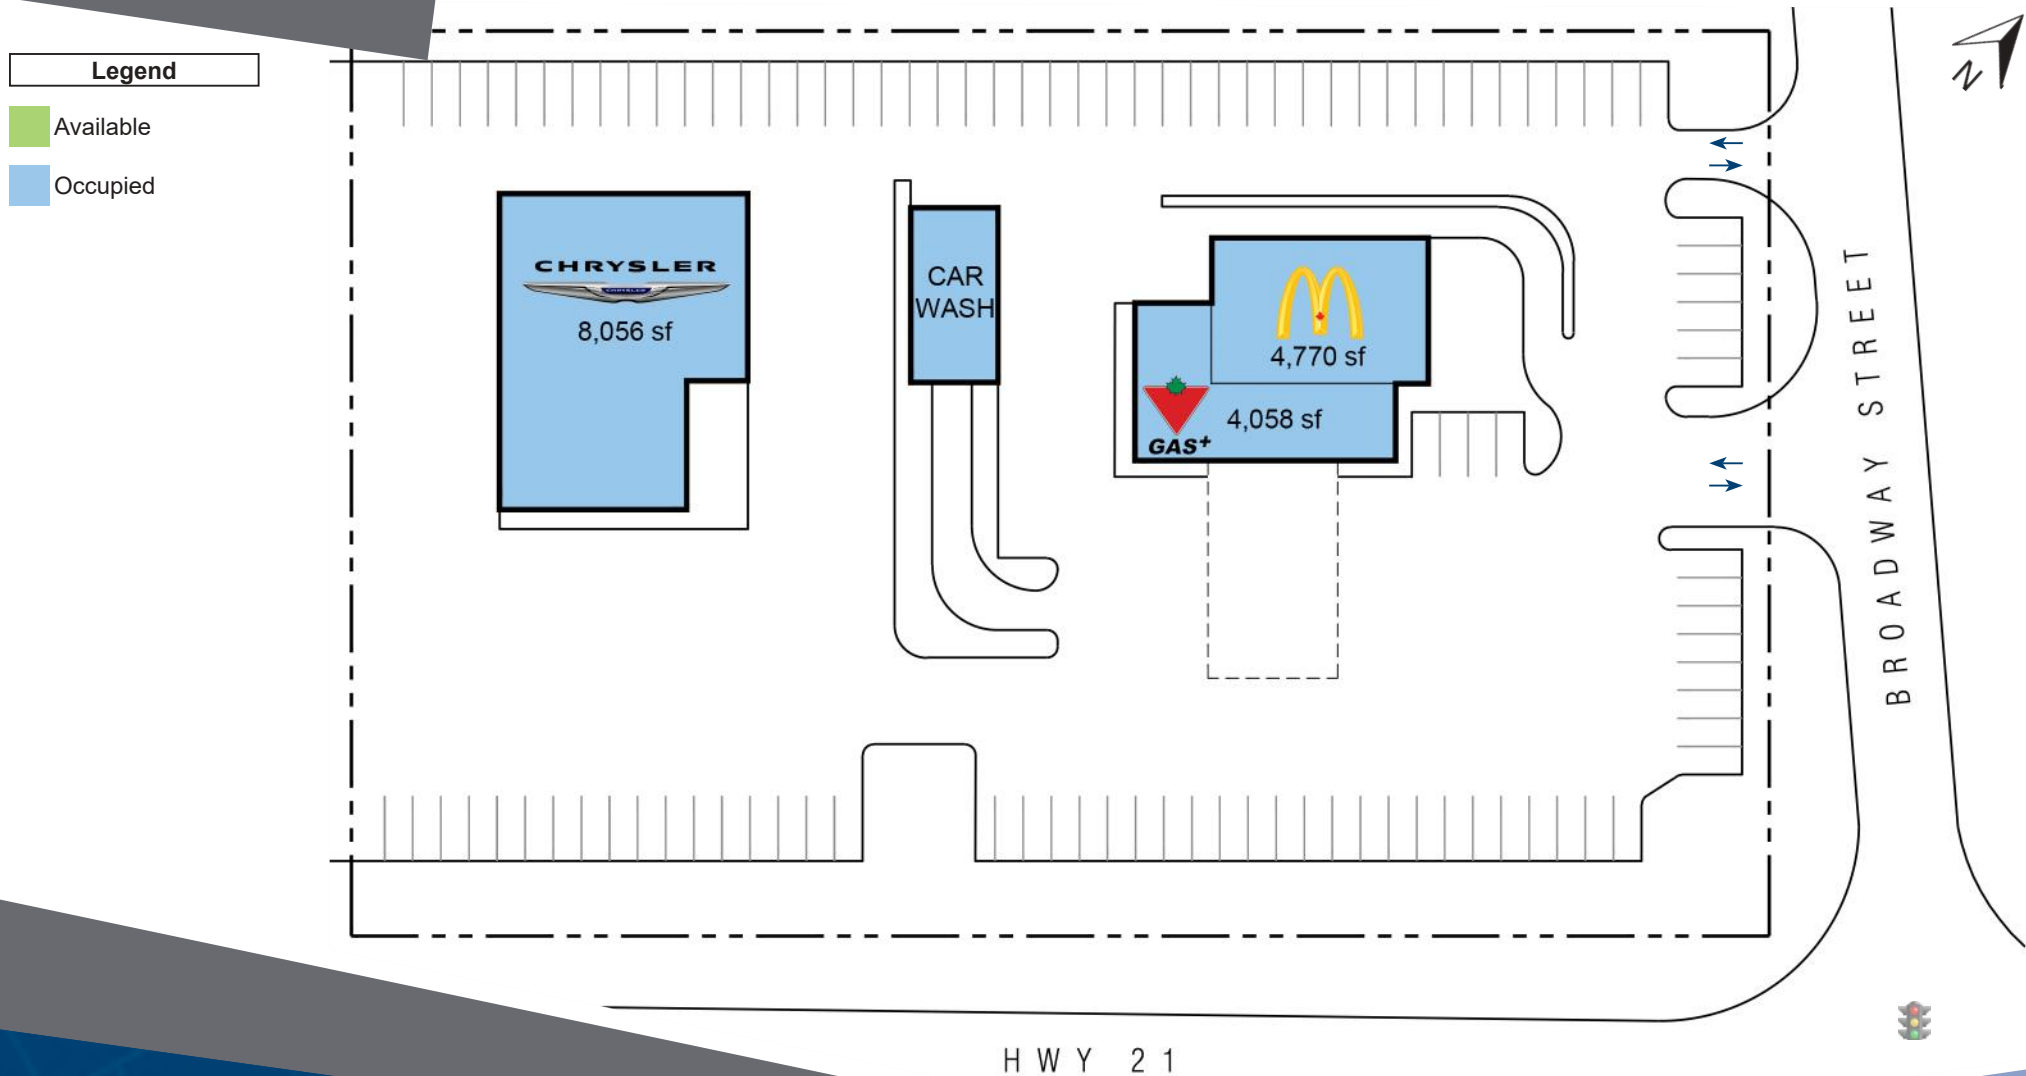 Legend
Available
Occupied
N
CHRYSLER
CHRYSLER
8,056 sf
CAR
WASH
4,770 sf
4,058 sf
GAS+
BROADWAY STREET
HWY 21